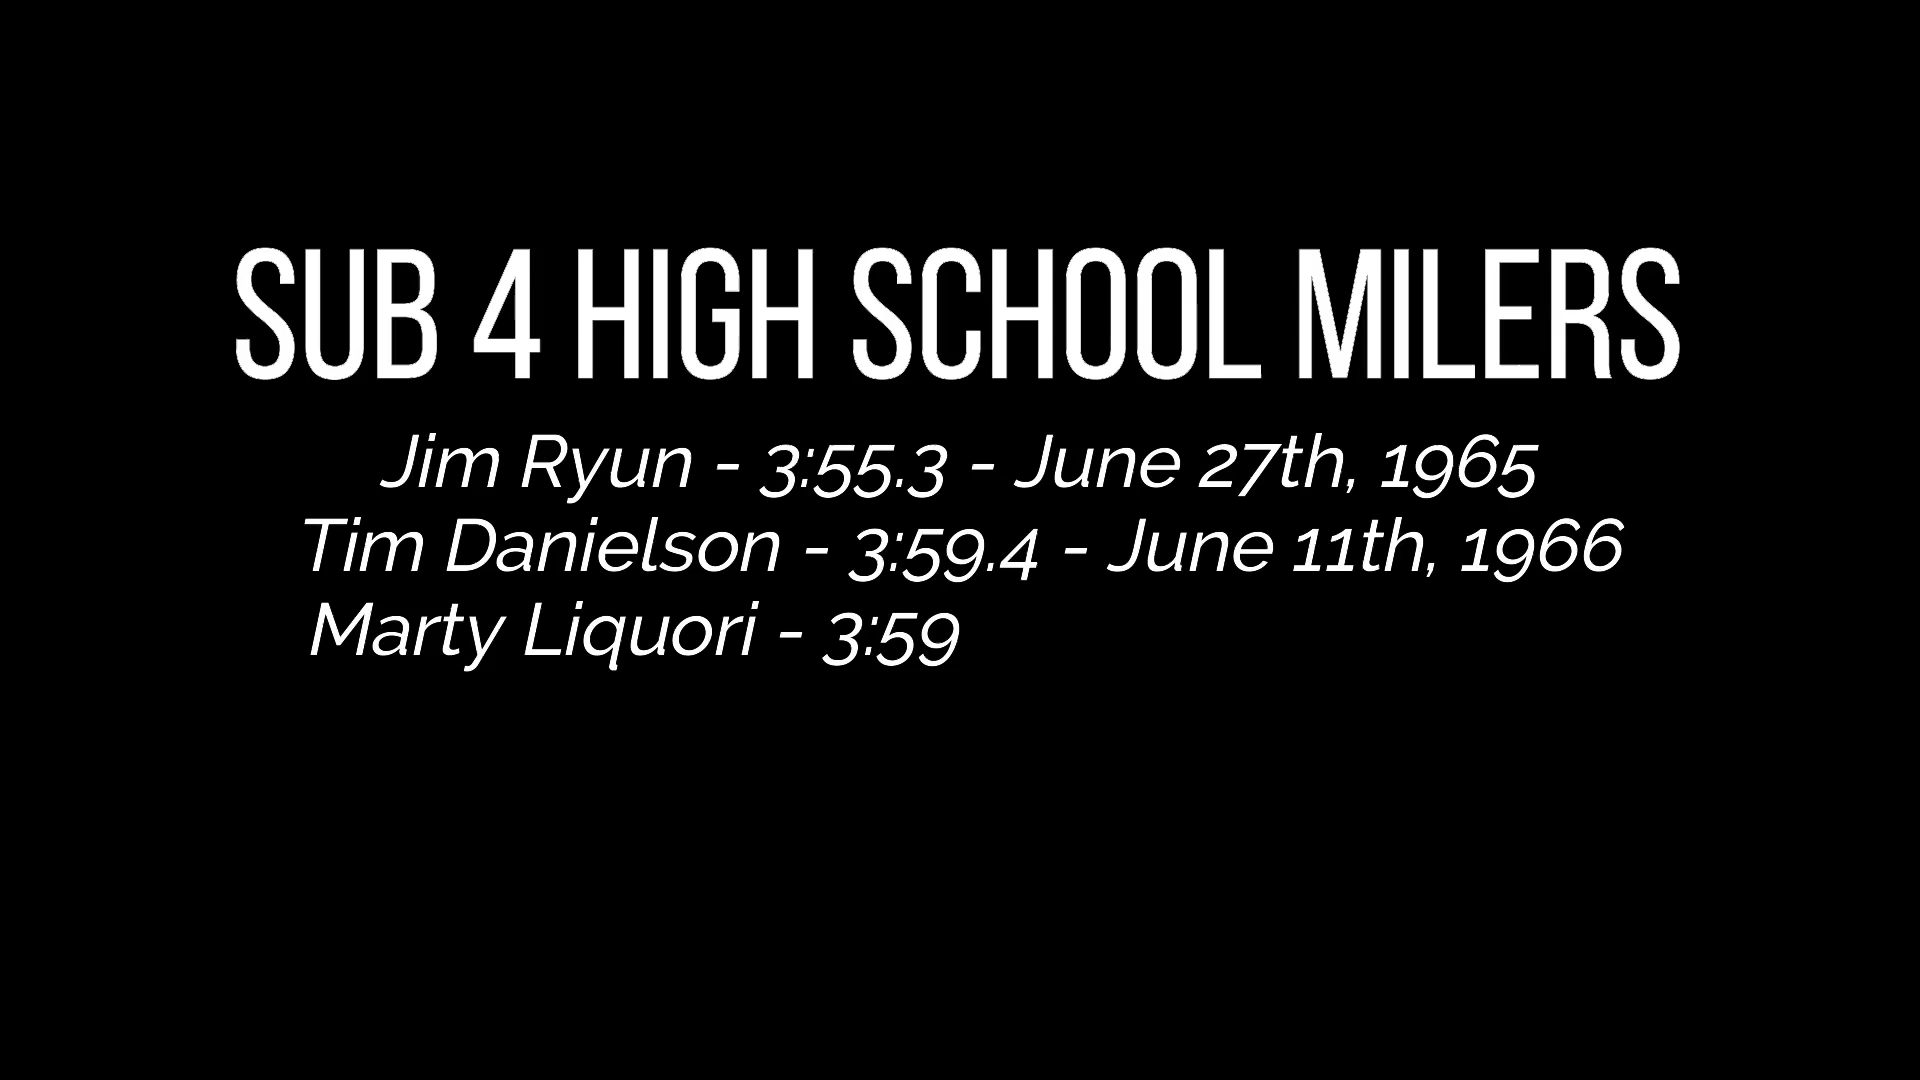 SUB 4 HIGH SCHOOL MILERS
Jim Ryun - 3:55.3 - June 27th, 1965
Tim Danielson - 3:59.4 - June 11th, 1966
Marty Liquori - 3:59